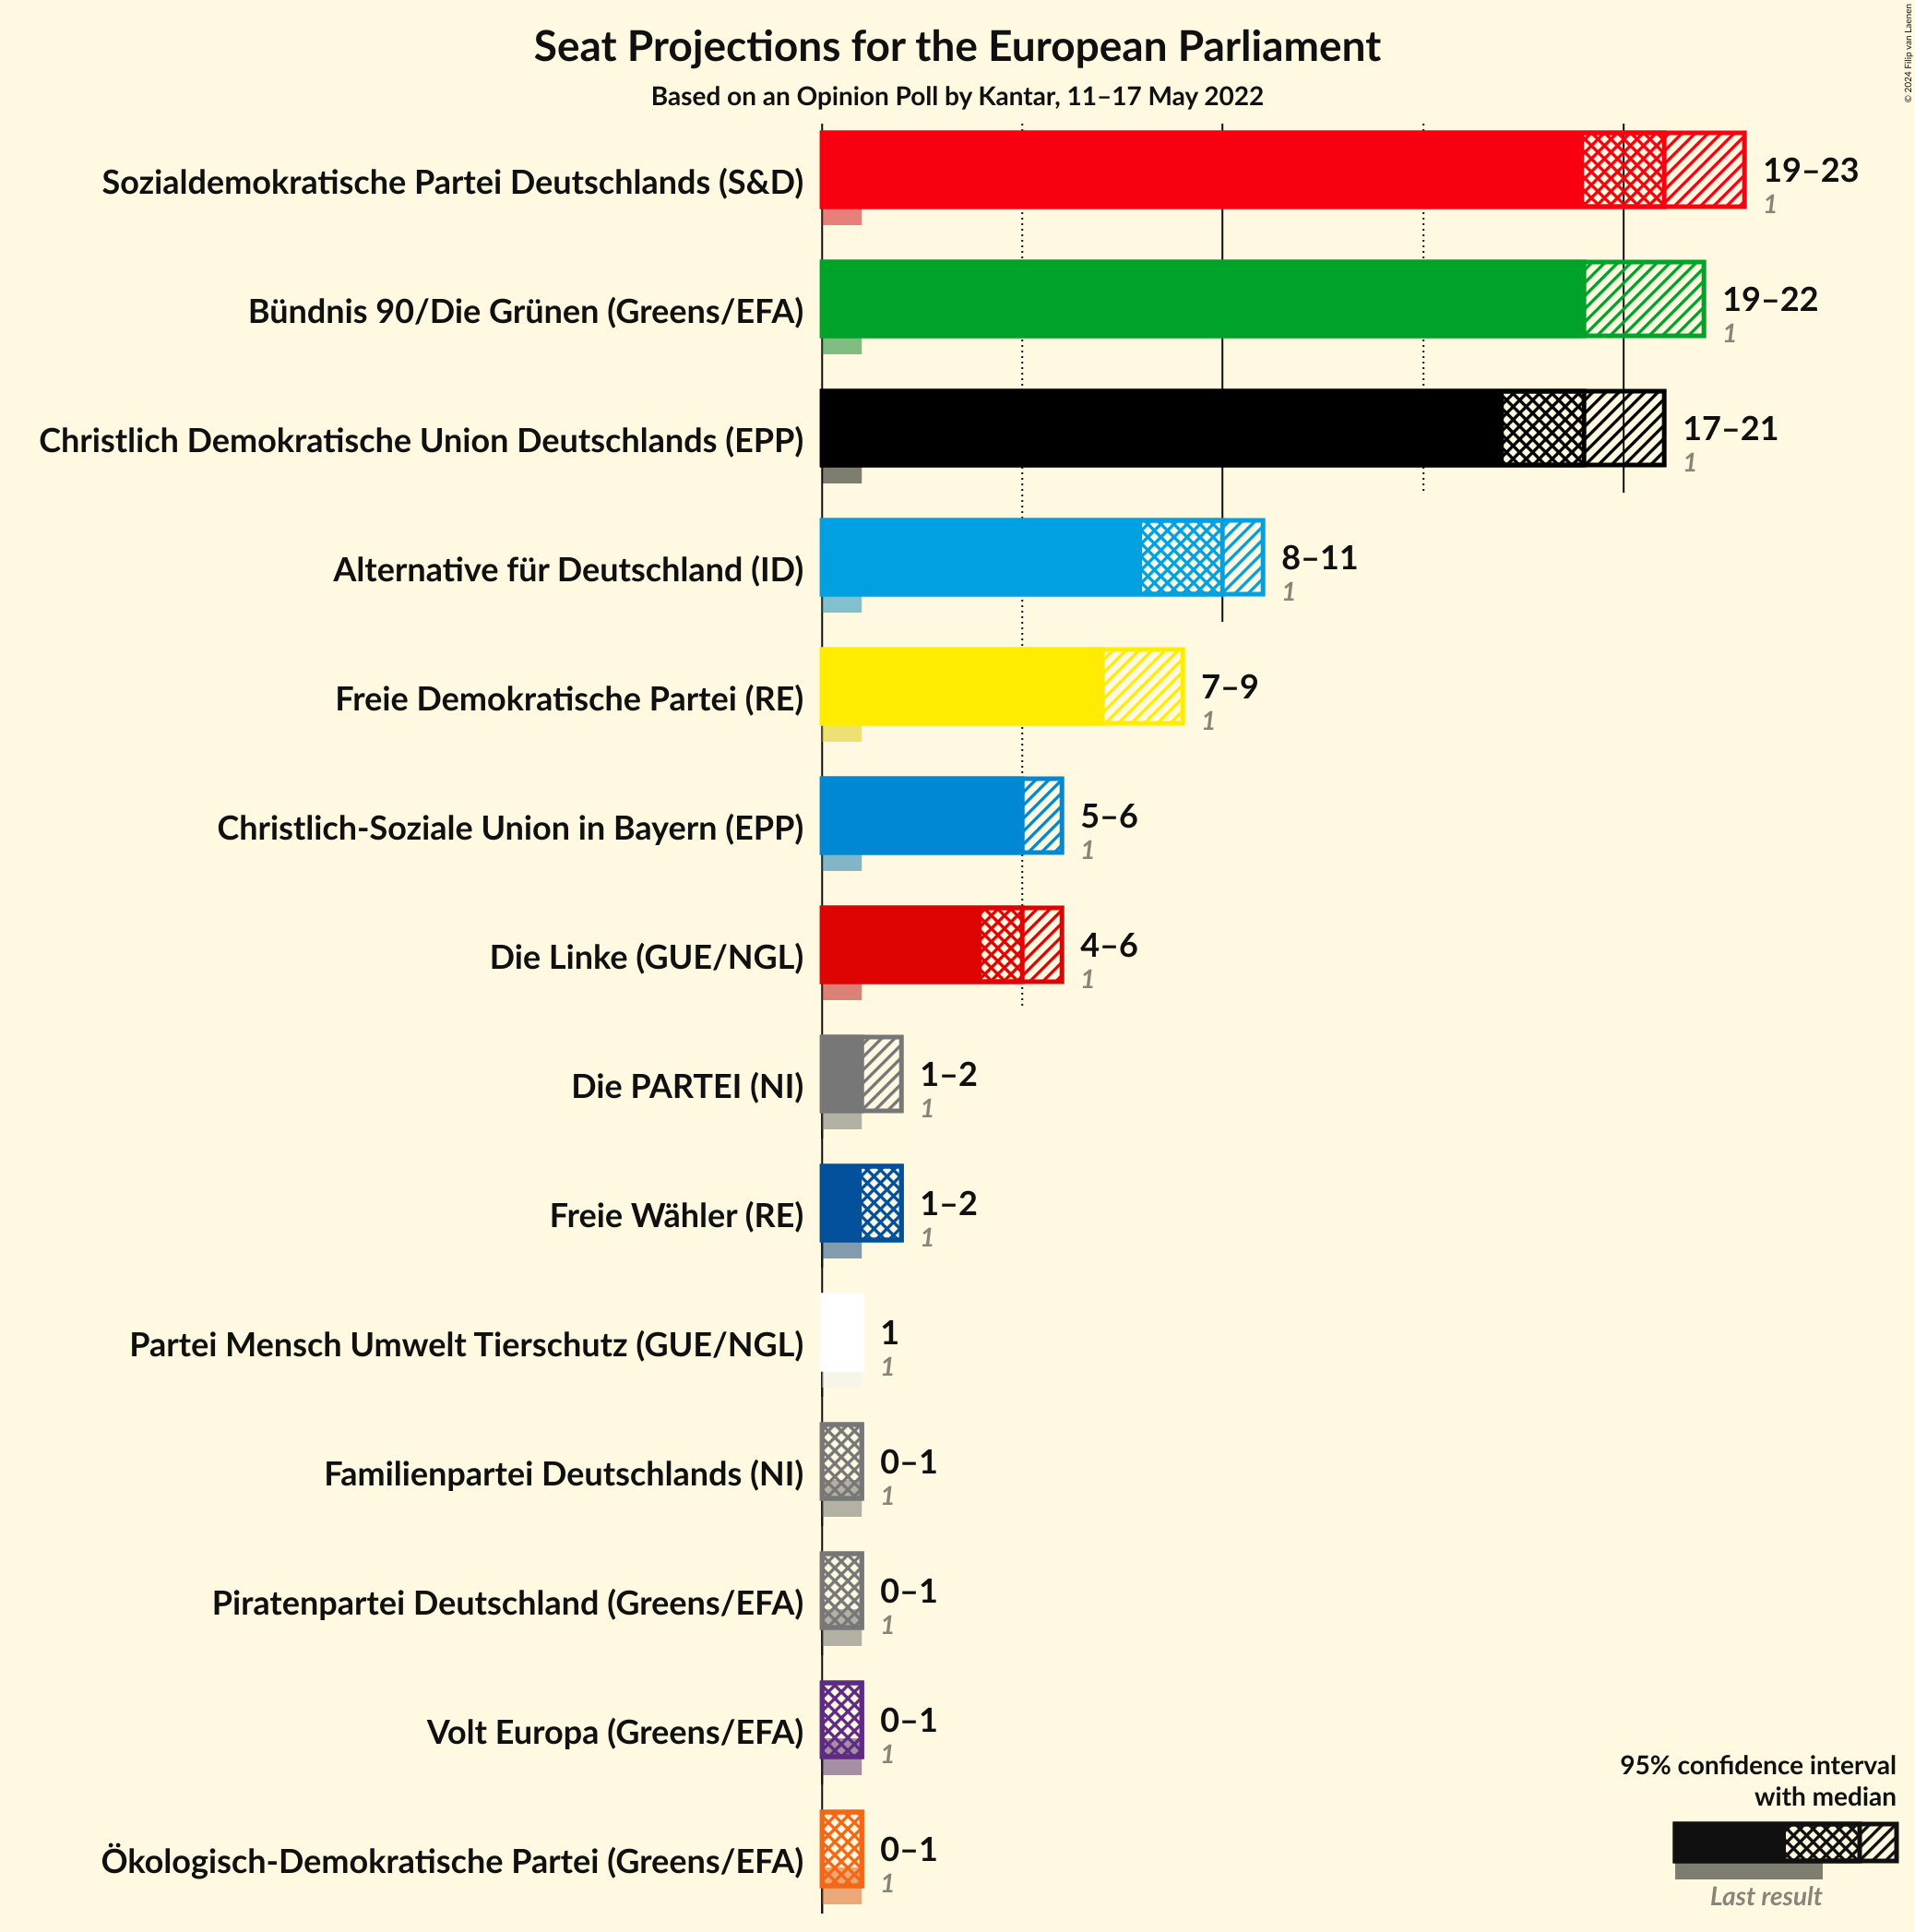 Seat Projections for the European Parliament
Based on an Opinion Poll by Kantar, 11–17 May 2022
© 2024 Filip van Laenen
Sozialdemokratische Partei Deutschlands (S&D)
19–23
1
Bündnis 90/Die Grünen (Greens/EFA)
19–22
1
Christlich Demokratische Union Deutschlands (EPP)
17–21
1
Alternative für Deutschland (ID)
8–11
1
Freie Demokratische Partei (RE)
7–9
1
Christlich-Soziale Union in Bayern (EPP)
5–6
1
Die Linke (GUE/NGL)
4–6
1
Die PARTEI (NI)
1–2
1
Freie Wähler (RE)
1–2
1
Partei Mensch Umwelt Tierschutz (GUE/NGL)
1
1
Familienpartei Deutschlands (NI)
0–1
1
Piratenpartei Deutschland (Greens/EFA)
0–1
1
Volt Europa (Greens/EFA)
0–1
1
Ökologisch-Demokratische Partei (Greens/EFA)
0–1
1
95% confidence interval
with median
Last result